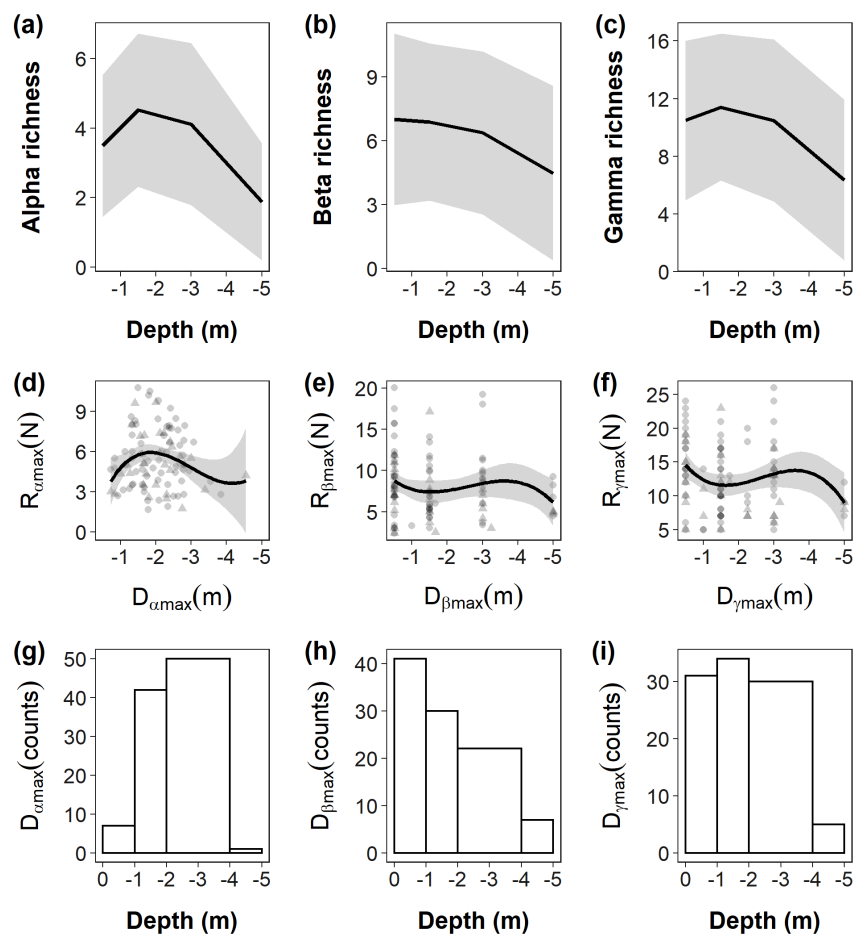 (a)
Alpha richness
6
4
2
0
-1 -2 -3 -4 -5
Depth (m)
(b)
Beta richness
9
6
3
0
-1 -2 -3 -4 -5
Depth (m)
(c)
Gamma richness
16
12
8
4
0
-1 -2 -3 -4 -5
Depth (m)
(d)
Rαmax(N)
9
6
3
0
-1 -2 -3 -4 -5
Dαmax(m)
(e)
Rβmax(N)
20
15
10
5
-1 -2 -3 -4 -5
Dβmax(m)
(f)
Rγmax(N)
25
20
15
10
5
-1 -2 -3 -4 -5
Dγmax(m)
(g)
Dαmax(counts)
50
40
30
20
10
0
0 -1 -2 -3 -4 -5
Depth (m)
(h)
Dβmax(counts)
40
30
20
10
0
0 -1 -2 -3 -4 -5
Depth (m)
(i)
Dγmax(counts)
30
20
10
0
0 -1 -2 -3 -4 -5
Depth (m)